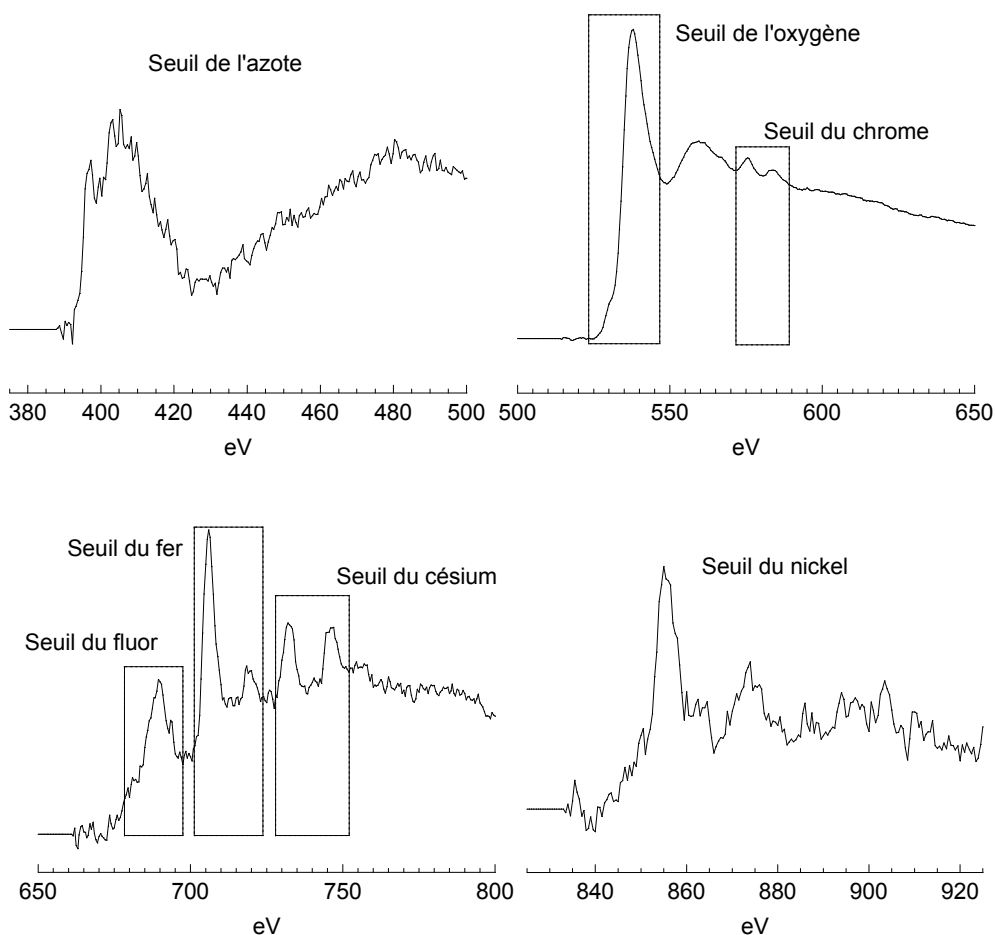 Seuil de l'azote
380 400 420 440 460 480 500
eV
Seuil de l'oxygène
Seuil du chrome
500 550 600 650
eV
Seuil du fer
Seuil du césium
Seuil du fluor
650 700 750 800
eV
Seuil du nickel
840 860 880 900 920
eV